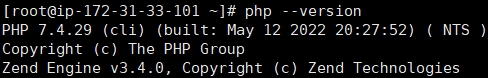 [root@ip-172-31-33-101 ~]# php --version
PHP 7.4.29 (cli) (built: May 12 2022 20:27:52) ( NTS )
Copyright (c) The PHP Group
Zend Engine v3.4.0, Copyright (c) Zend Technologies